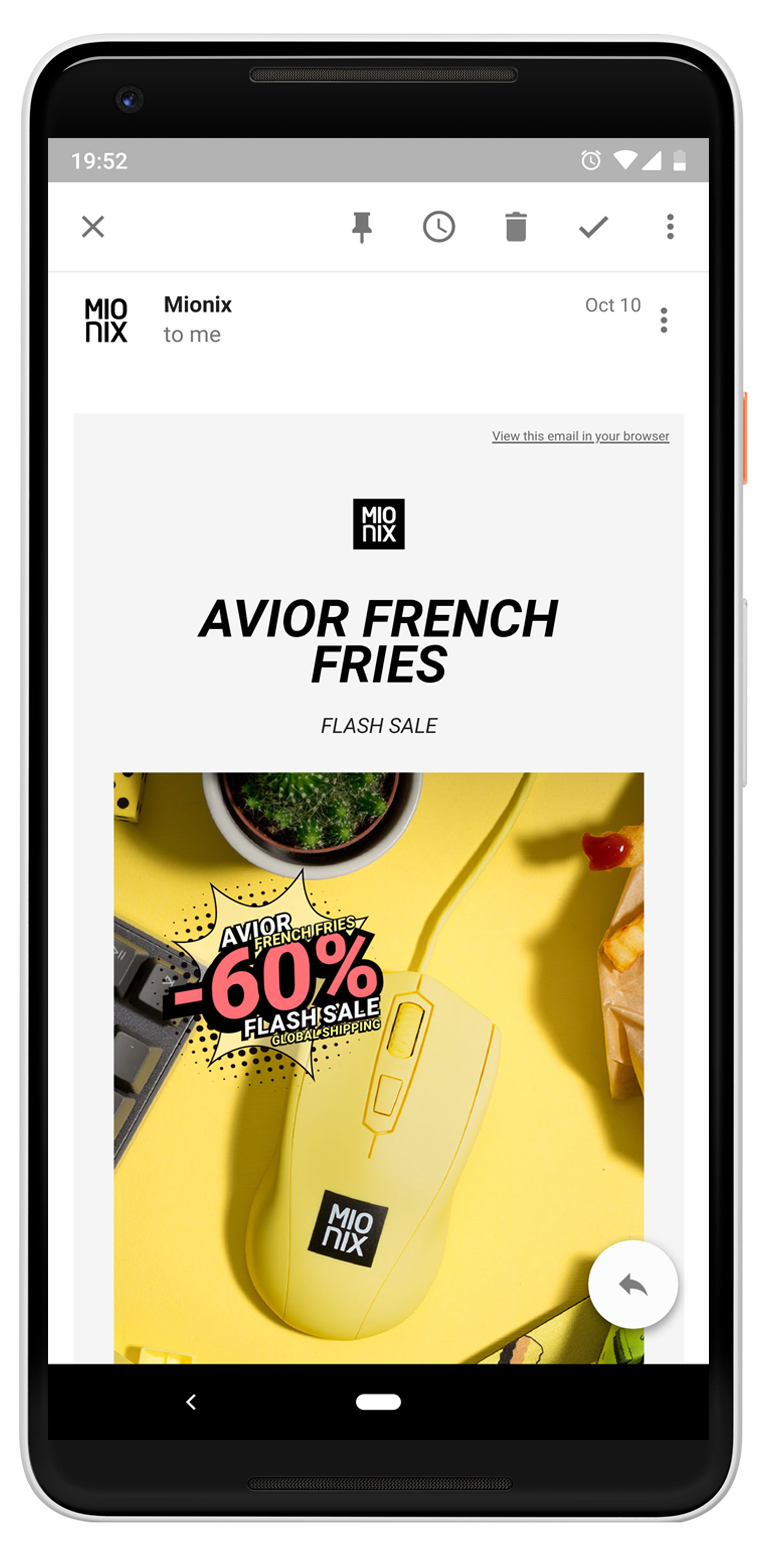 19:52
MIO
NIX
Mionix
Oct 10
to me
View this email in your browser
MIO
NIX
AVIOR FRENCH
FRIES
FLASH SALE
AVIOR
FRENCH FRIES
-60%
FLASH SALE
GLOBAL SHIPPING
MIO
NIX